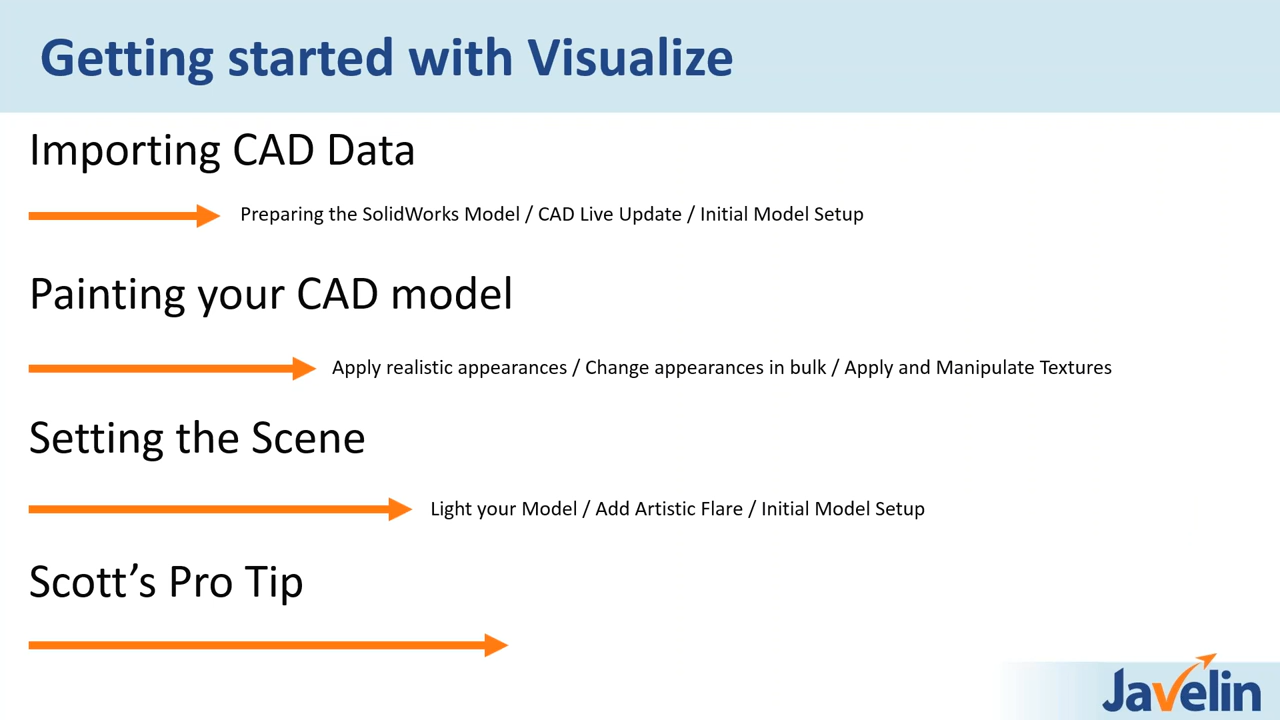 Getting started with Visualize
Importing CAD Data
Preparing the SolidWorks Model / CAD Live Update / Initial Model Setup
Painting your CAD model
Apply realistic appearances / Change appearances in bulk / Apply and Manipulate Textures
Setting the Scene
Light your Model / Add Artistic Flare / Initial Model Setup
Scott’s Pro Tip
Javelin